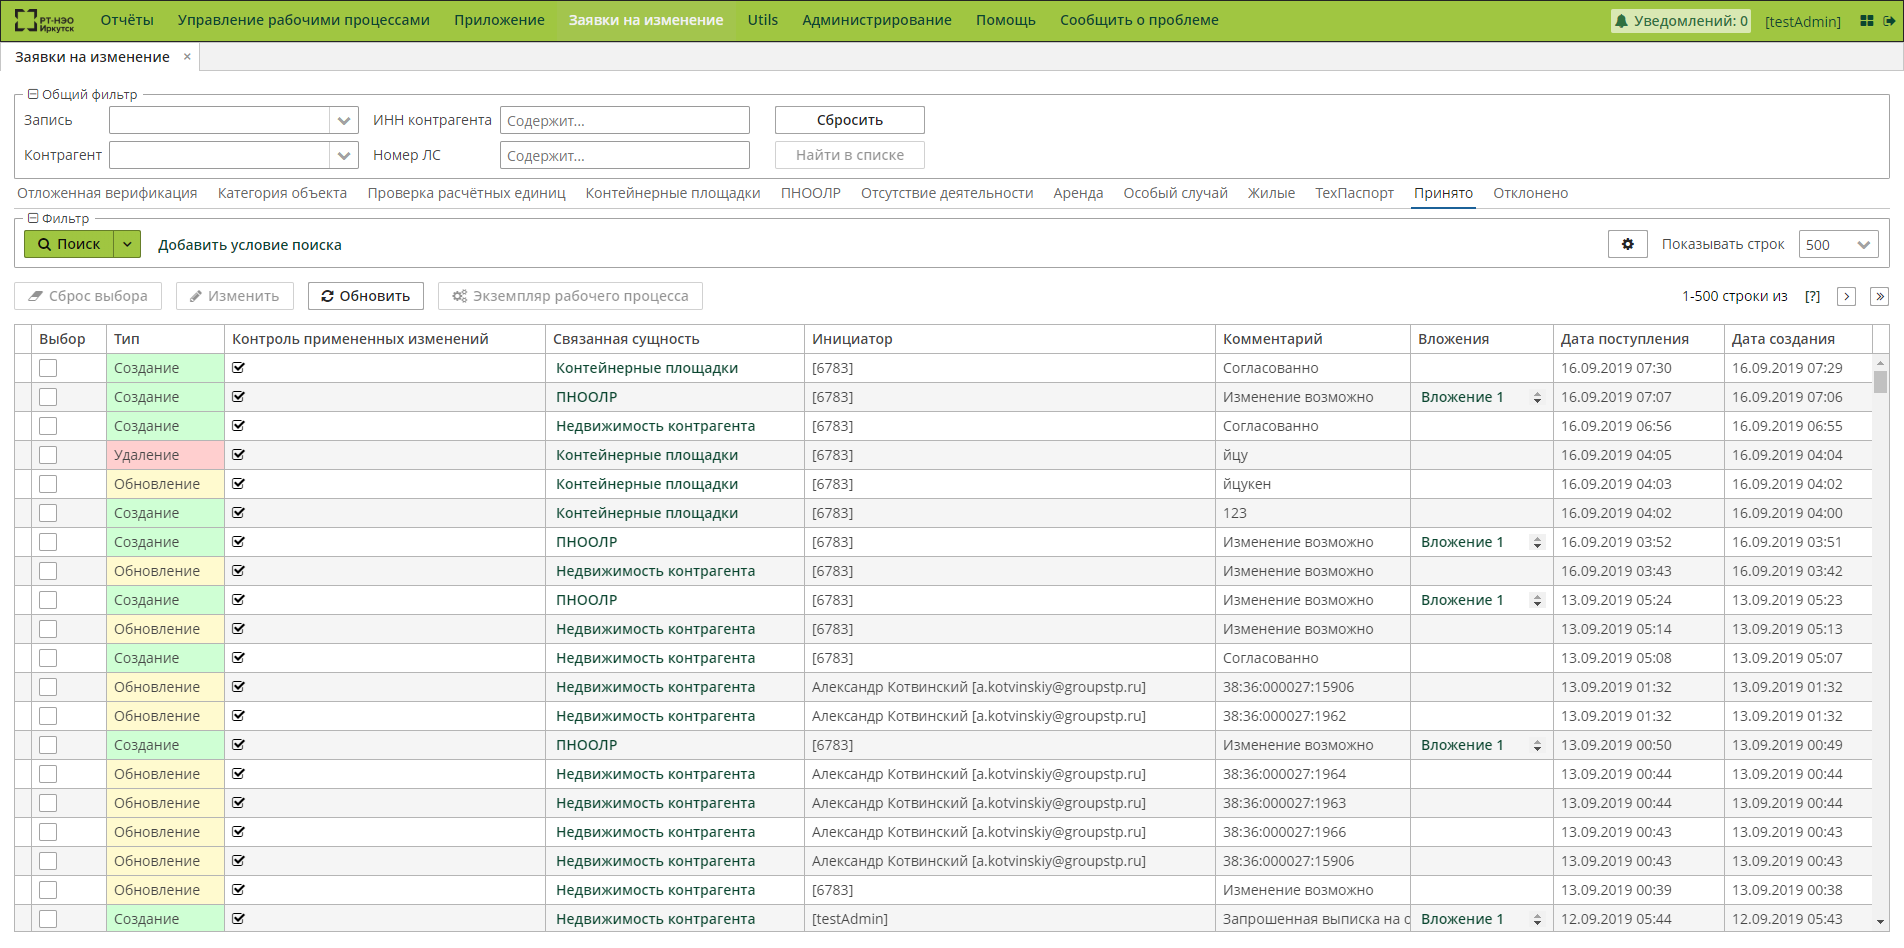 РТ-НЭО Иркутск Отчёты Управление рабочими процессами Приложение Заявки на изменение Utils Администрирование Помощь Сообщить о проблеме Уведомлений: 0 [testAdmin]
Заявки на изменение ×
Общий фильтр
Запись ИНН контрагента Содержит... Сбросить
Контрагент Номер ЛС Содержит... Найти в списке
Отложенная верификация Категория объекта Проверка расчётных единиц Контейнерные площадки ПНООЛР Отсутствие деятельности Аренда Особый случай Жилые ТехПаспорт Принято Отклонено
Фильтр
Поиск Добавить условие поиска Показывать строк 500
Сброс выбора Изменить Обновить Экземпляр рабочего процесса 1-500 строки из [?]
Выбор Тип Контроль примененных изменений Связанная сущность Инициатор Комментарий Вложения Дата поступления Дата создания
Создание Контейнерные площадки [6783] Согласованно 16.09.2019 07:30 16.09.2019 07:29
Создание ПНООЛР [6783] Изменение возможно Вложение 1 16.09.2019 07:07 16.09.2019 07:06
Создание Недвижимость контрагента [6783] Согласованно 16.09.2019 06:56 16.09.2019 06:55
Удаление Контейнерные площадки [6783] йцу 16.09.2019 04:05 16.09.2019 04:04
Обновление Контейнерные площадки [6783] йцукен 16.09.2019 04:03 16.09.2019 04:02
Создание Контейнерные площадки [6783] 123 16.09.2019 04:02 16.09.2019 04:00
Создание ПНООЛР [6783] Изменение возможно Вложение 1 16.09.2019 03:52 16.09.2019 03:51
Обновление Недвижимость контрагента [6783] Изменение возможно 16.09.2019 03:43 16.09.2019 03:42
Создание ПНООЛР [6783] Изменение возможно Вложение 1 13.09.2019 05:24 13.09.2019 05:23
Обновление Недвижимость контрагента [6783] Изменение возможно 13.09.2019 05:14 13.09.2019 05:13
Создание Недвижимость контрагента [6783] Согласованно 13.09.2019 05:08 13.09.2019 05:07
Обновление Недвижимость контрагента Александр Котвинский [a.kotvinskiy@groupstp.ru] 38:36:000027:15906 13.09.2019 01:32 13.09.2019 01:32
Обновление Недвижимость контрагента Александр Котвинский [a.kotvinskiy@groupstp.ru] 38:36:000027:1962 13.09.2019 01:32 13.09.2019 01:32
Создание ПНООЛР [6783] Изменение возможно Вложение 1 13.09.2019 00:50 13.09.2019 00:49
Обновление Недвижимость контрагента Александр Котвинский [a.kotvinskiy@groupstp.ru] 38:36:000027:1964 13.09.2019 00:44 13.09.2019 00:44
Обновление Недвижимость контрагента Александр Котвинский [a.kotvinskiy@groupstp.ru] 38:36:000027:1963 13.09.2019 00:44 13.09.2019 00:44
Обновление Недвижимость контрагента Александр Котвинский [a.kotvinskiy@groupstp.ru] 38:36:000027:1966 13.09.2019 00:43 13.09.2019 00:43
Обновление Недвижимость контрагента Александр Котвинский [a.kotvinskiy@groupstp.ru] 38:36:000027:15906 13.09.2019 00:43 13.09.2019 00:43
Обновление Недвижимость контрагента [6783] Изменение возможно 13.09.2019 00:39 13.09.2019 00:38
Создание Недвижимость контрагента [testAdmin] Запрошенная выписка на Вложение 1 12.09.2019 05:44 12.09.2019 05:43